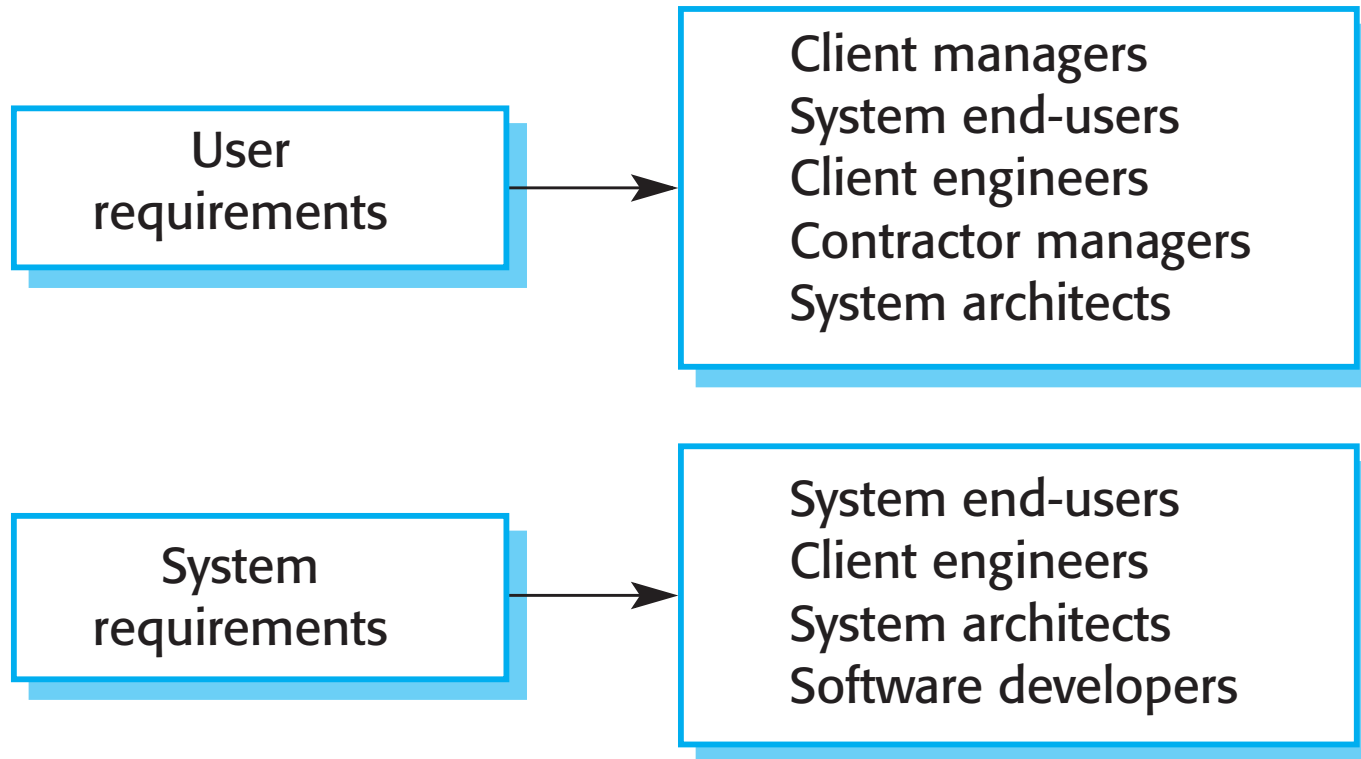 User
requirements
Client managers
System end-users
Client engineers
Contractor managers
System architects
System
requirements
System end-users
Client engineers
System architects
Software developers